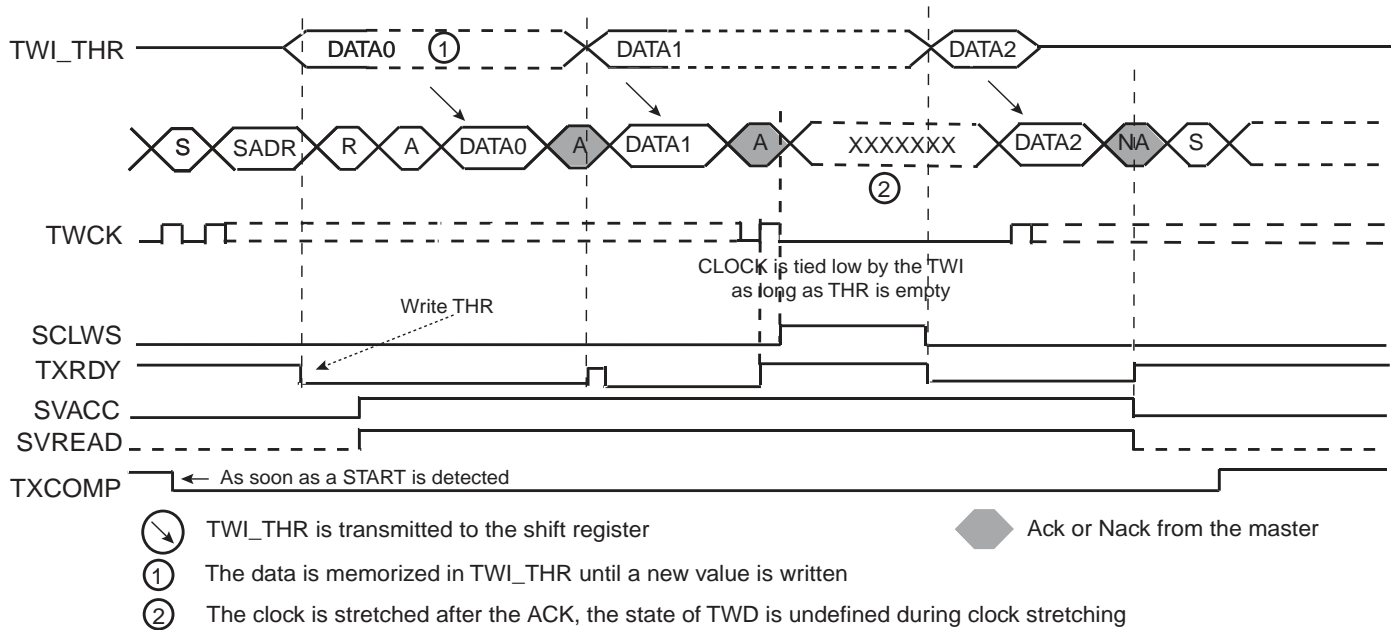 TWI_THR DATA0 1 DATA1 DATA2
S SADR R A DATA0 A DATA1 A XXXXXXX DATA2 NA S
2
TWCK
CLOCK is tied low by the TWI
as long as THR is empty
Write THR
SCLWS
TXRDY
SVACC
SVREAD
TXCOMP As soon as a START is detected
TWI_THR is transmitted to the shift register Ack or Nack from the master
1 The data is memorized in TWI_THR until a new value is written
2 The clock is stretched after the ACK, the state of TWD is undefined during clock stretching